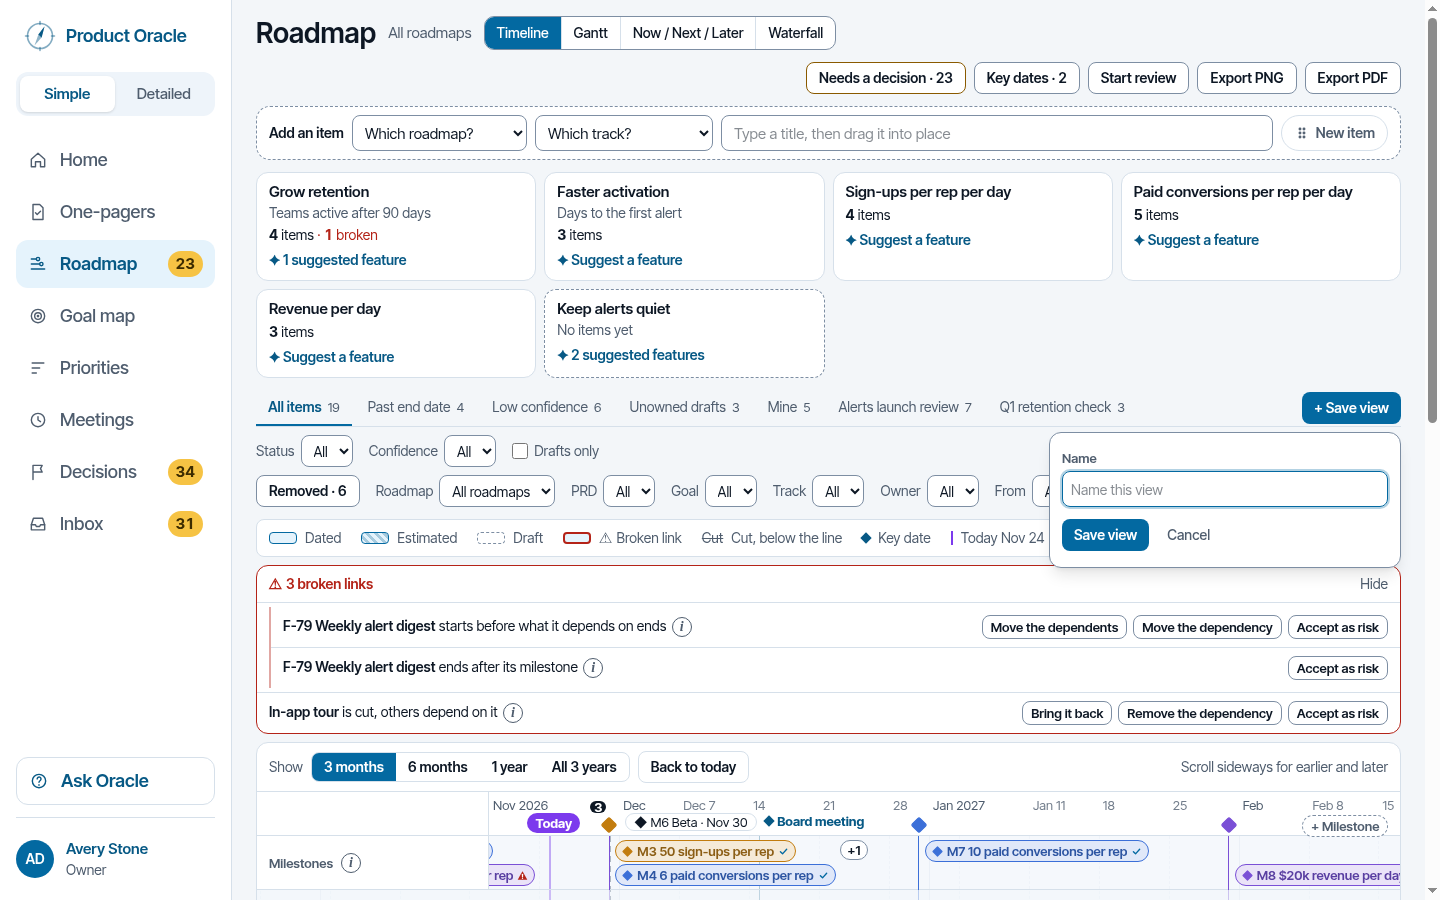 Product Oracle
Simple
Detailed
Home
One-pagers
Roadmap 23
Goal map
Priorities
Meetings
Decisions 34
Inbox 31
Ask Oracle
AD
Avery Stone
Owner
Roadmap All roadmaps Timeline Gantt Now / Next / Later Waterfall
Needs a decision · 23 Key dates · 2 Start review Export PNG Export PDF
Add an item Which roadmap? Which track? Type a title, then drag it into place New item
Grow retention
Teams active after 90 days
4 items · 1 broken
1 suggested feature
Faster activation
Days to the first alert
3 items
Suggest a feature
Sign-ups per rep per day
4 items
Suggest a feature
Paid conversions per rep per day
5 items
Suggest a feature
Revenue per day
3 items
Suggest a feature
Keep alerts quiet
No items yet
2 suggested features
All items 19 Past end date 4 Low confidence 6 Unowned drafts 3 Mine 5 Alerts launch review 7 Q1 retention check 3 + Save view
Status All Confidence All Drafts only
Removed · 6 Roadmap All roadmaps PRD All Goal All Track All Owner All From
Name
Name this view
Save view Cancel
Dated Estimated Draft Broken link Cut Cut, below the line Key date Today Nov 24
3 broken links Hide
F-79 Weekly alert digest starts before what it depends on ends i Move the dependents Move the dependency Accept as risk
F-79 Weekly alert digest ends after its milestone i Accept as risk
In-app tour is cut, others depend on it i Bring it back Remove the dependency Accept as risk
Show 3 months 6 months 1 year All 3 years Back to today Scroll sideways for earlier and later
Nov 2026 3 Dec Dec 7 14 21 28 Jan 2027 Jan 11 18 25 Feb Feb 8 15
Today M6 Beta · Nov 30 Board meeting + Milestone
Milestones i M3 50 sign-ups per rep +1 M7 10 paid conversions per rep
rep M4 6 paid conversions per rep M8 $20k revenue per day